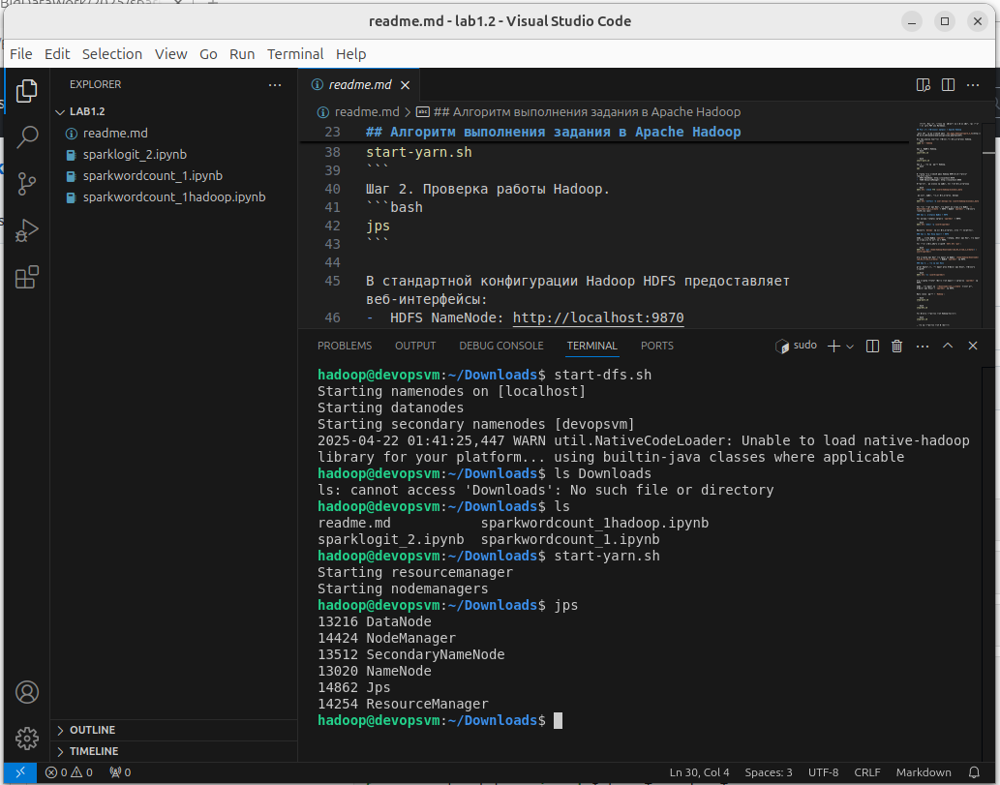 readme.md - lab1.2 - Visual Studio Code
File Edit Selection View Go Run Terminal Help
EXPLORER
LAB1.2
readme.md
sparklogit_2.ipynb
sparkwordcount_1.ipynb
sparkwordcount_1hadoop.ipynb
OUTLINE
TIMELINE
readme.md
readme.md > ## Алгоритм выполнения задания в Apache Hadoop
23 ## Алгоритм выполнения задания в Apache Hadoop
38 start-yarn.sh
39 ```
40 Шаг 2. Проверка работы Hadoop.
41 ```bash
42 jps
43 ```
44
45 В стандартной конфигурации Hadoop HDFS предоставляет
веб-интерфейсы:
46 - HDFS NameNode: http://localhost:9870
PROBLEMS OUTPUT DEBUG CONSOLE TERMINAL PORTS sudo
hadoop@devopsvm:~/Downloads$ start-dfs.sh
Starting namenodes on [localhost]
Starting datanodes
Starting secondary namenodes [devopsvm]
2025-04-22 01:41:25,447 WARN util.NativeCodeLoader: Unable to load native-hadoop
library for your platform... using builtin-java classes where applicable
hadoop@devopsvm:~/Downloads$ ls Downloads
ls: cannot access 'Downloads': No such file or directory
hadoop@devopsvm:~/Downloads$ ls
readme.md sparkwordcount_1hadoop.ipynb
sparklogit_2.ipynb sparkwordcount_1.ipynb
hadoop@devopsvm:~/Downloads$ start-yarn.sh
Starting resourcemanager
Starting nodemanagers
hadoop@devopsvm:~/Downloads$ jps
13216 DataNode
14424 NodeManager
13512 SecondaryNameNode
13020 NameNode
14862 Jps
14254 ResourceManager
hadoop@devopsvm:~/Downloads$
0 0 0 Ln 30, Col 4 Spaces: 3 UTF-8 CRLF Markdown